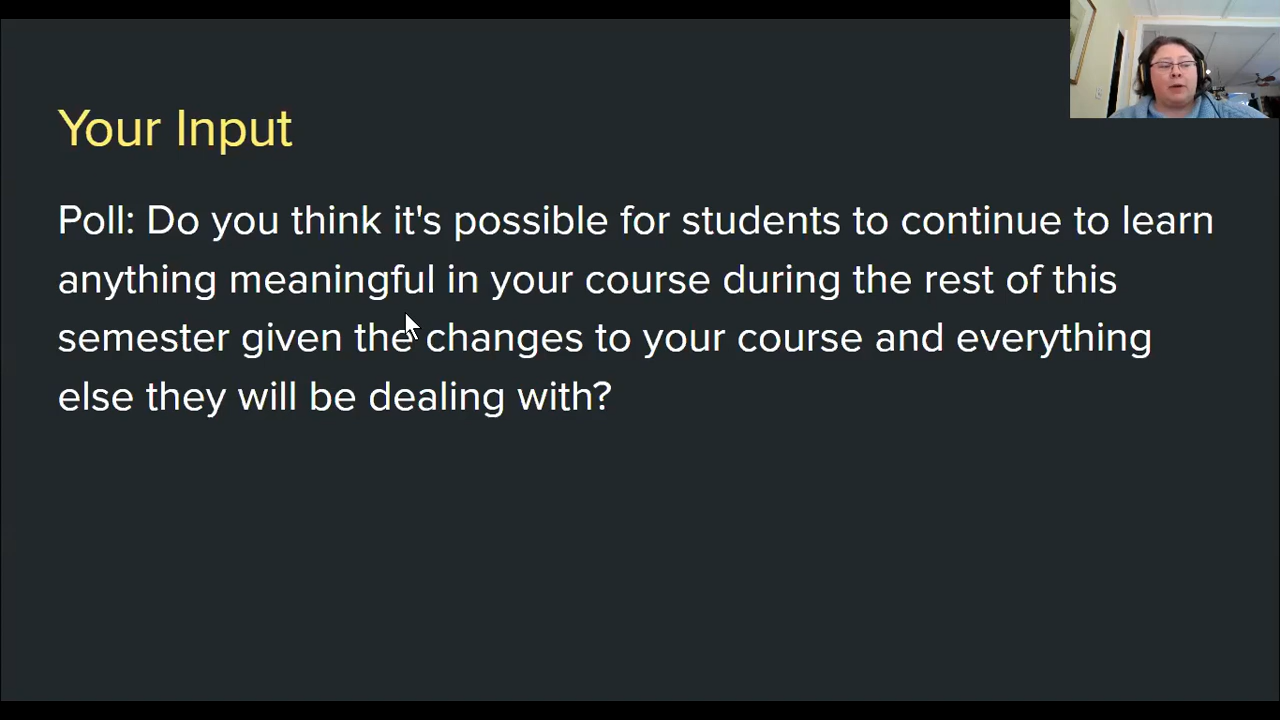 Your Input
Poll: Do you think it's possible for students to continue to learn
anything meaningful in your course during the rest of this
semester given the changes to your course and everything
else they will be dealing with?